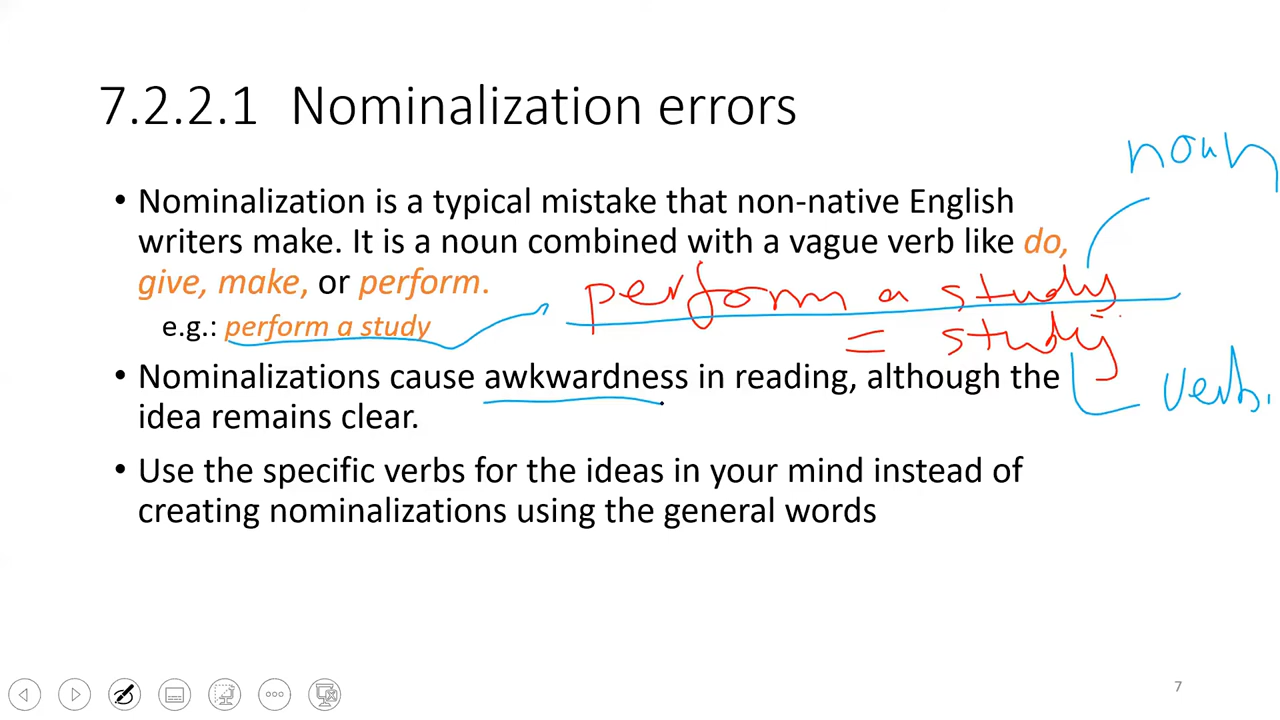 7.2.2.1 Nominalization errors
noun
• Nominalization is a typical mistake that non-native English
writers make. It is a noun combined with a vague verb like do,
give, make, or perform.
perform a study
e.g.: perform a study
= study
• Nominalizations cause awkwardness in reading, although the
verb.
idea remains clear.
• Use the specific verbs for the ideas in your mind instead of
creating nominalizations using the general words
7